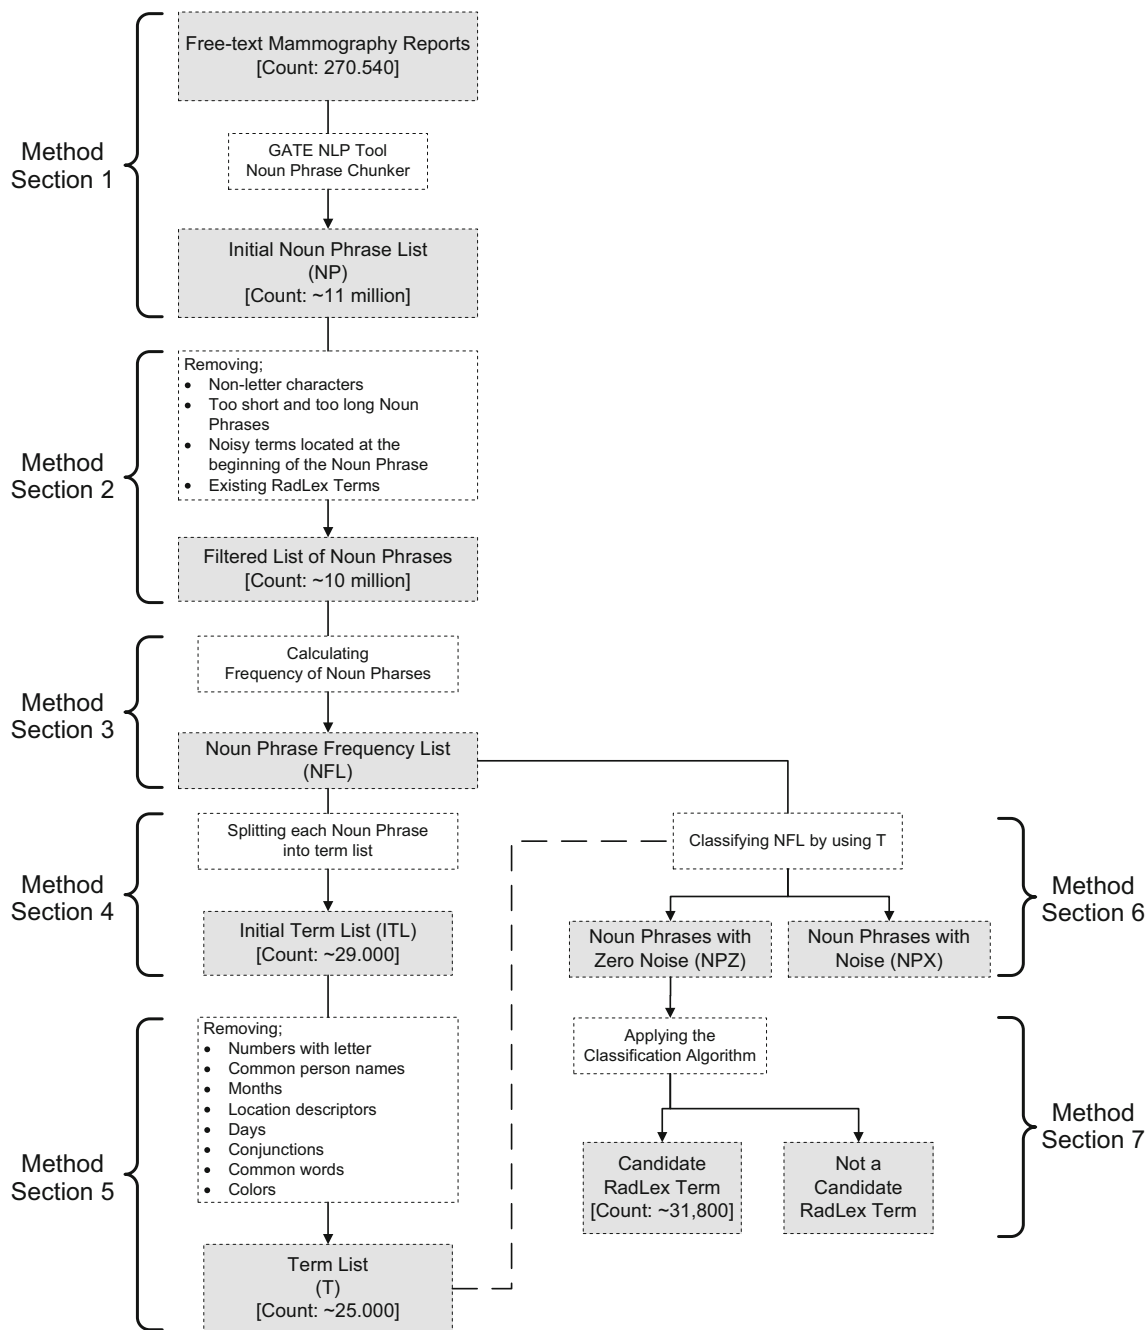 Free-text Mammography Reports
[Count: 270.540]
Method
Section 1
GATE NLP Tool
Noun Phrase Chunker
Initial Noun Phrase List
(NP)
[Count: ~11 million]
Method
Section 2
Removing;
• Non-letter characters
• Too short and too long Noun
Phrases
• Noisy terms located at the
beginning of the Noun Phrase
• Existing RadLex Terms
Filtered List of Noun Phrases
[Count: ~10 million]
Method
Section 3
Calculating
Frequency of Noun Pharses
Noun Phrase Frequency List
(NFL)
Method
Section 4
Splitting each Noun Phrase
into term list
Initial Term List (ITL)
[Count: ~29.000]
Method
Section 5
Removing;
• Numbers with letter
• Common person names
• Months
• Location descriptors
• Days
• Conjunctions
• Common words
• Colors
Term List
(T)
[Count: ~25.000]
Classifying NFL by using T
Method
Section 6
Noun Phrases with
Zero Noise (NPZ)
Noun Phrases with
Noise (NPX)
Applying the
Classification Algorithm
Method
Section 7
Candidate
RadLex Term
[Count: ~31,800]
Not a
Candidate
RadLex Term